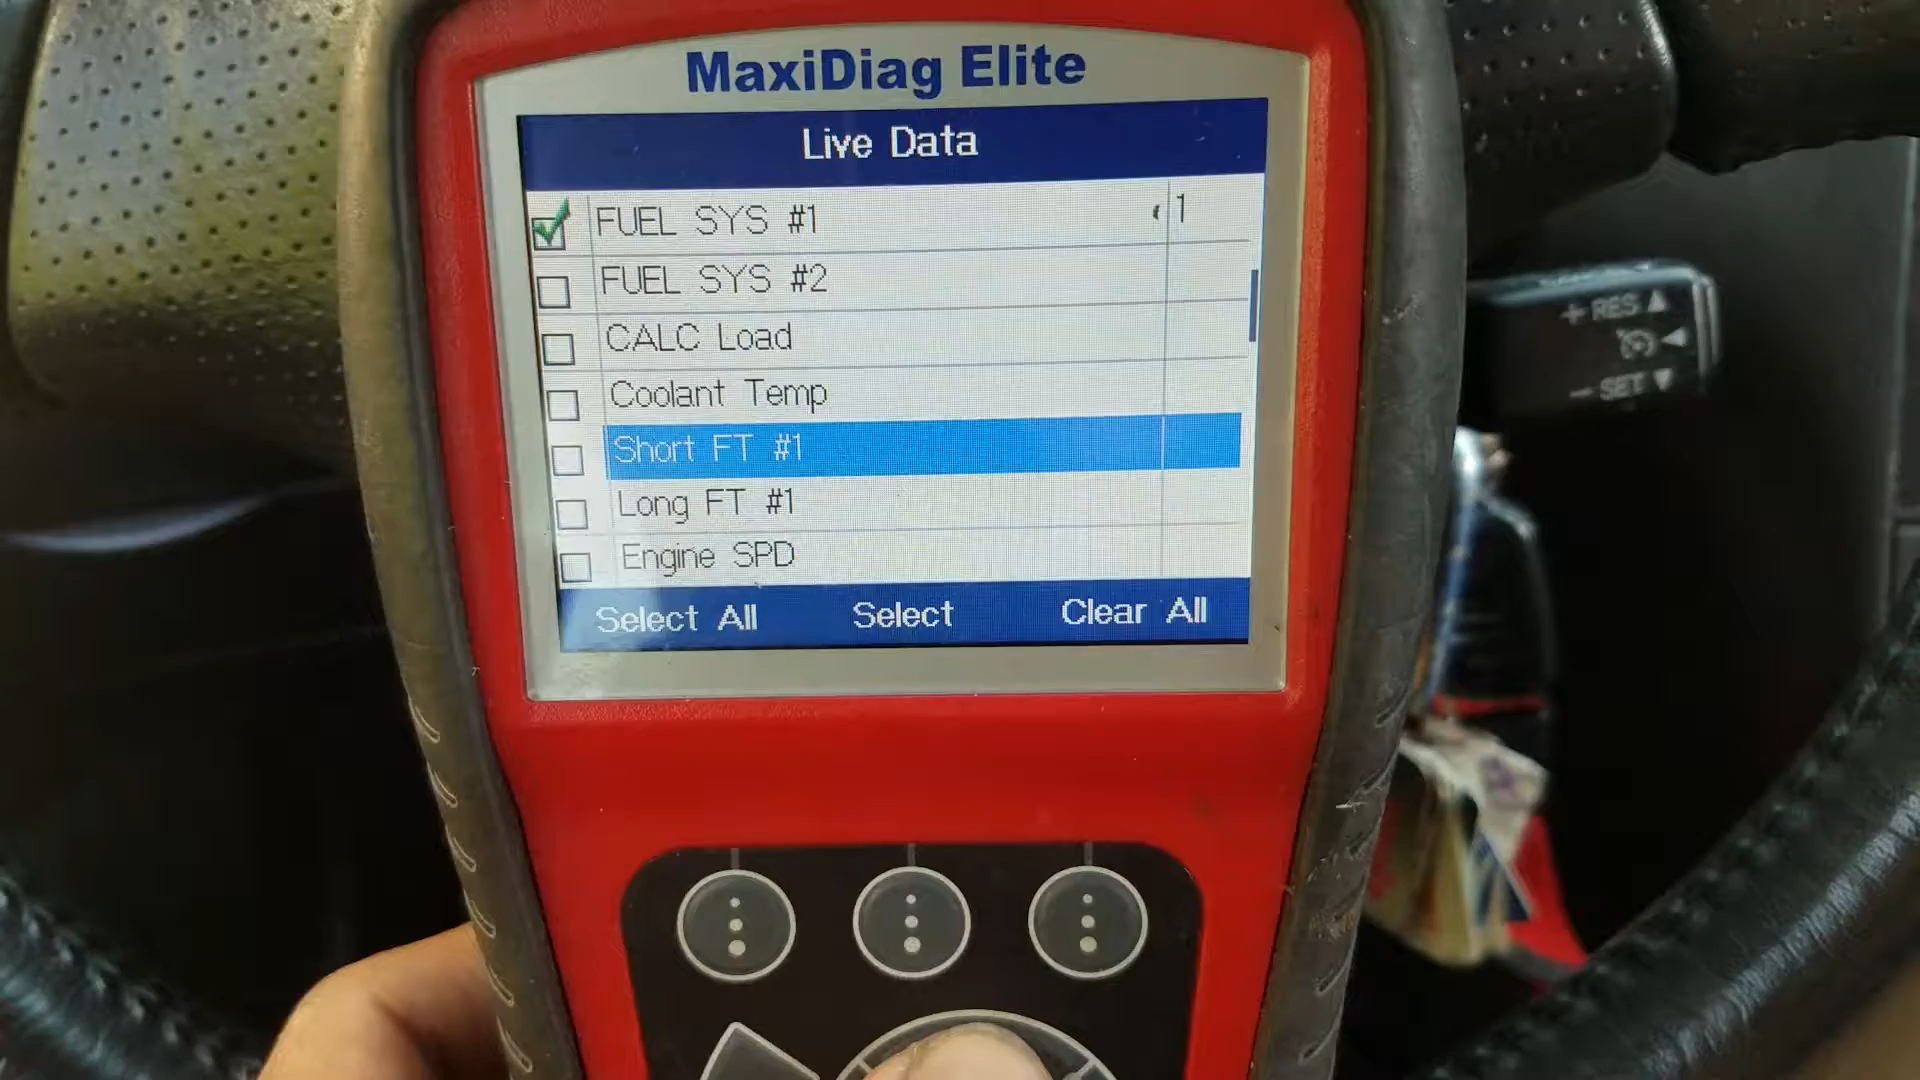 MaxiDiag Elite
Live Data
FUEL SYS #1 1
FUEL SYS #2
CALC Load
Coolant Temp
Short FT #1
Long FT #1
Engine SPD
Select All Select Clear All
+ RES ▲
◄
- SET ▼